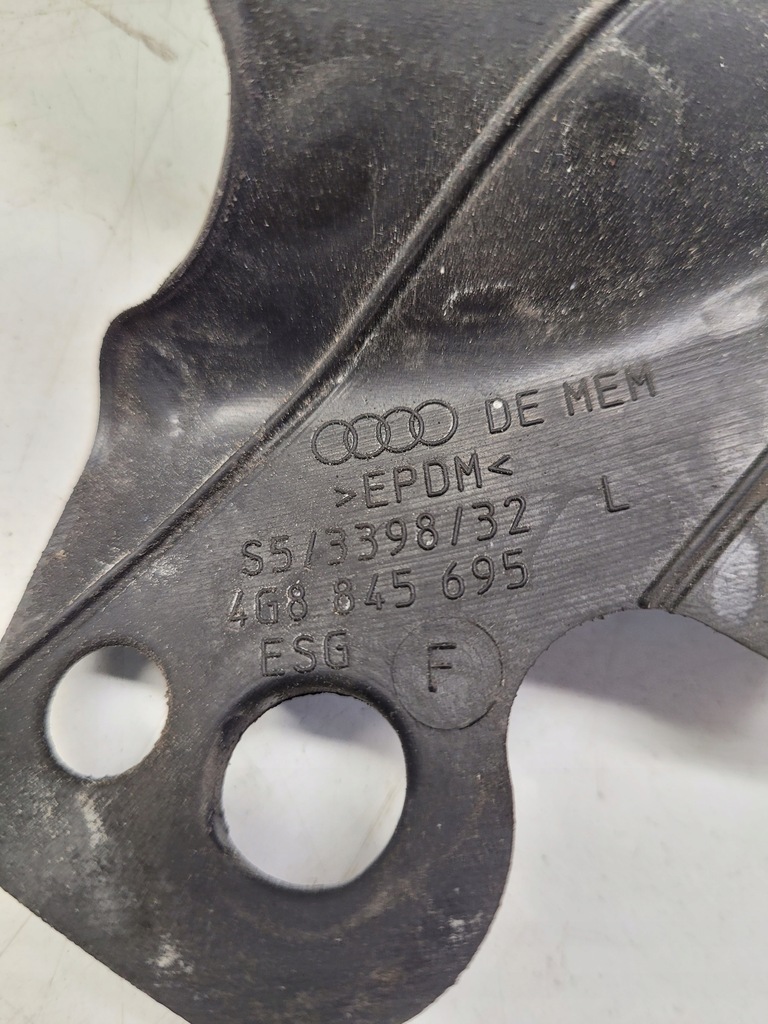 DE MEM
>EPDM<
S5/3398/32 L
4G8 845 695
ESG F